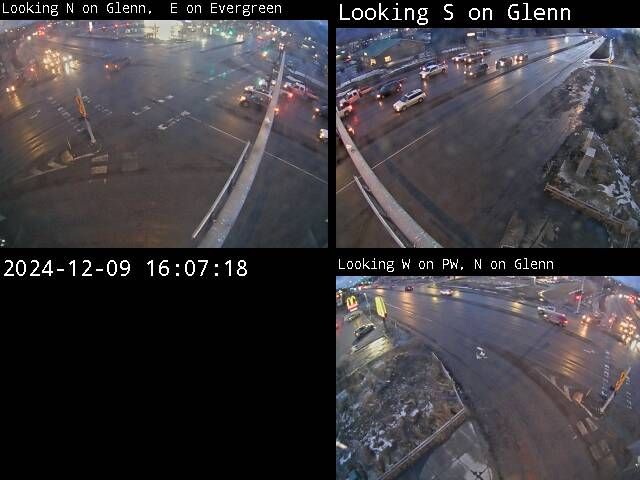 Looking N on Glenn,  E on Evergreen
Looking S on Glenn
2024-12-09 16:07:18
Looking W on PW, N on Glenn